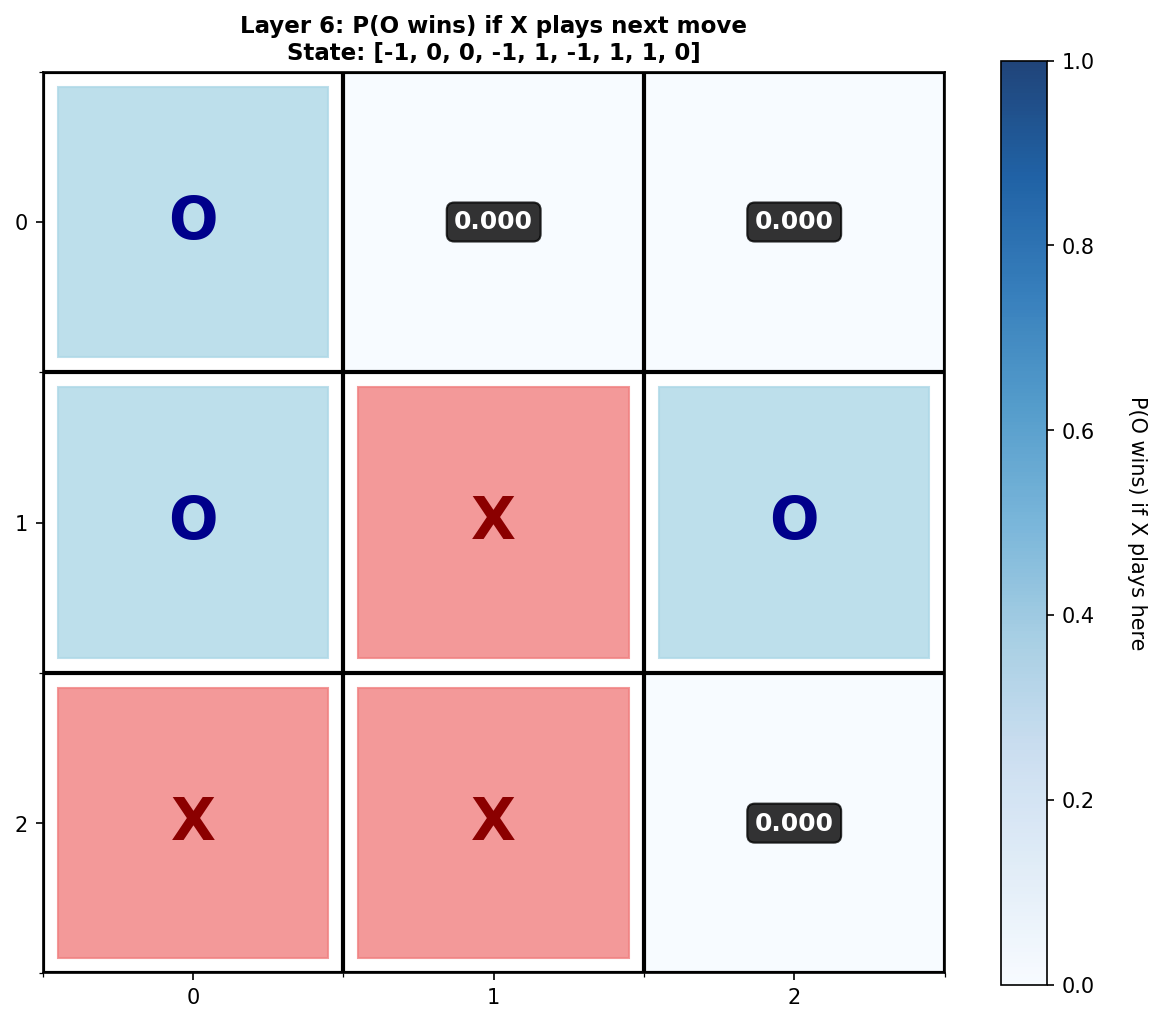 Layer 6: P(O wins) if X plays next move
State: [-1, 0, 0, -1, 1, -1, 1, 1, 0]
1.0
0.8
0.6
0.4
0.2
0.0
P(O wins) if X plays here
0
O
0.000
0.000
1
O
X
O
2
X
X
0.000
0
1
2